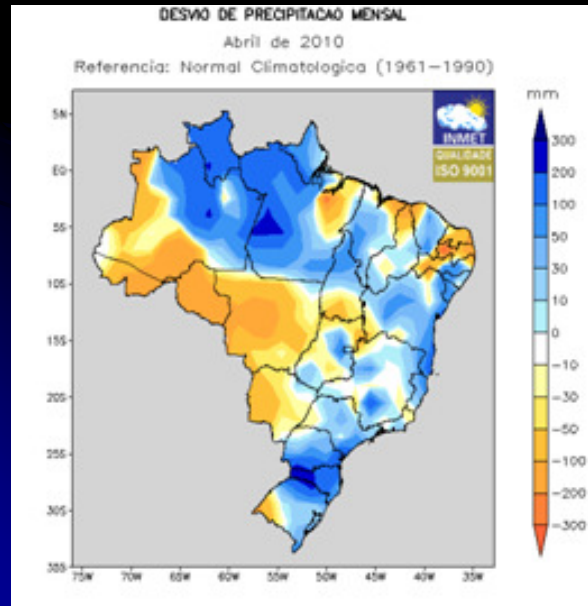 DESVIO DE PRECIPITACAO MENSAL
Abril de 2010
Referencia: Normal Climatologica (1961-1990)
mm
INMET
QUALIDADE
ISO 9001
5N
EQ
5S
10S
15S
20S
25S
30S
35S
75W 70W 65W 60W 55W 50W 45W 40W 35W
300
200
100
50
30
10
0
-10
-30
-50
-100
-200
-300